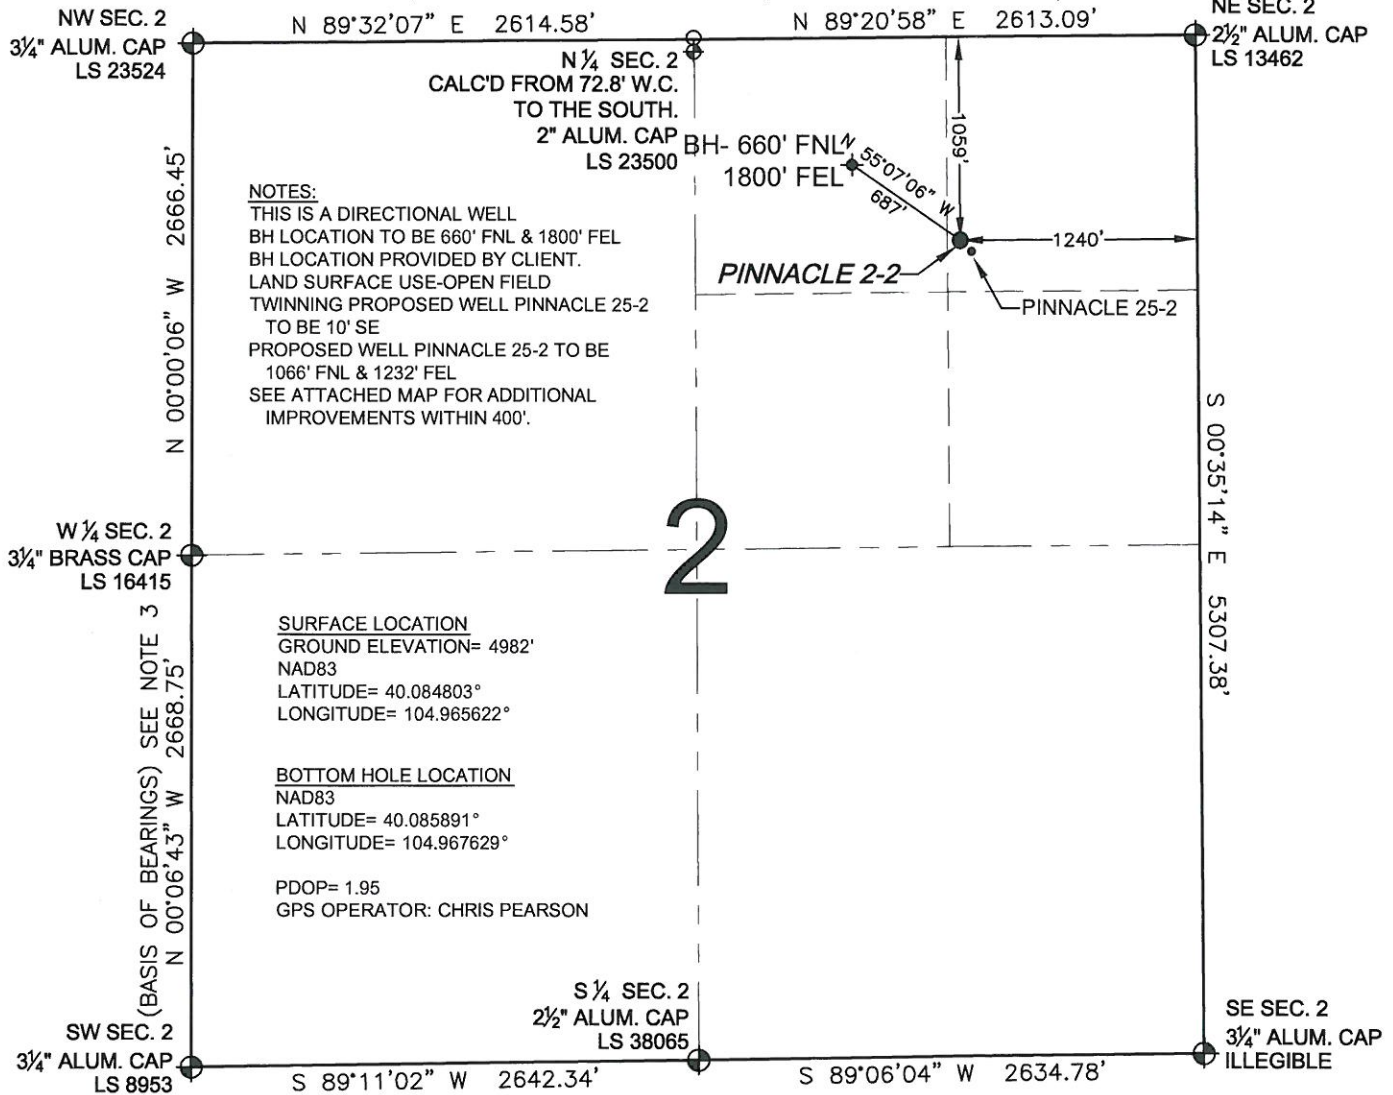 NW SEC. 2
3¼" ALUM. CAP
LS 23524
N 89°32'07" E 2614.58'
N 89°20'58" E 2613.09'
NE SEC. 2
2½" ALUM. CAP
LS 13462
N ¼ SEC. 2
CALC'D FROM 72.8' W.C.
TO THE SOUTH.
2" ALUM. CAP
LS 23500
BH- 660' FNL
1800' FEL
N 55°07'06" W
687'
1059'
1240'
PINNACLE 2-2
PINNACLE 25-2
N 00°00'06" W 2666.45'
NOTES:
THIS IS A DIRECTIONAL WELL
BH LOCATION TO BE 660' FNL & 1800' FEL
BH LOCATION PROVIDED BY CLIENT.
LAND SURFACE USE-OPEN FIELD
TWINNING PROPOSED WELL PINNACLE 25-2
TO BE 10' SE
PROPOSED WELL PINNACLE 25-2 TO BE
1066' FNL & 1232' FEL
SEE ATTACHED MAP FOR ADDITIONAL
IMPROVEMENTS WITHIN 400'.
S 00°35'14" E 5307.38'
W ¼ SEC. 2
3¼" BRASS CAP
LS 16415
2
(BASIS OF BEARINGS) SEE NOTE 3
N 00°06'43" W 2668.75'
SURFACE LOCATION
GROUND ELEVATION= 4982'
NAD83
LATITUDE= 40.084803°
LONGITUDE= 104.965622°
BOTTOM HOLE LOCATION
NAD83
LATITUDE= 40.085891°
LONGITUDE= 104.967629°
PDOP= 1.95
GPS OPERATOR: CHRIS PEARSON
S ¼ SEC. 2
2½" ALUM. CAP
LS 38065
SW SEC. 2
3¼" ALUM. CAP
LS 8953
S 89°11'02" W 2642.34'
S 89°06'04" W 2634.78'
SE SEC. 2
3¼" ALUM. CAP
ILLEGIBLE